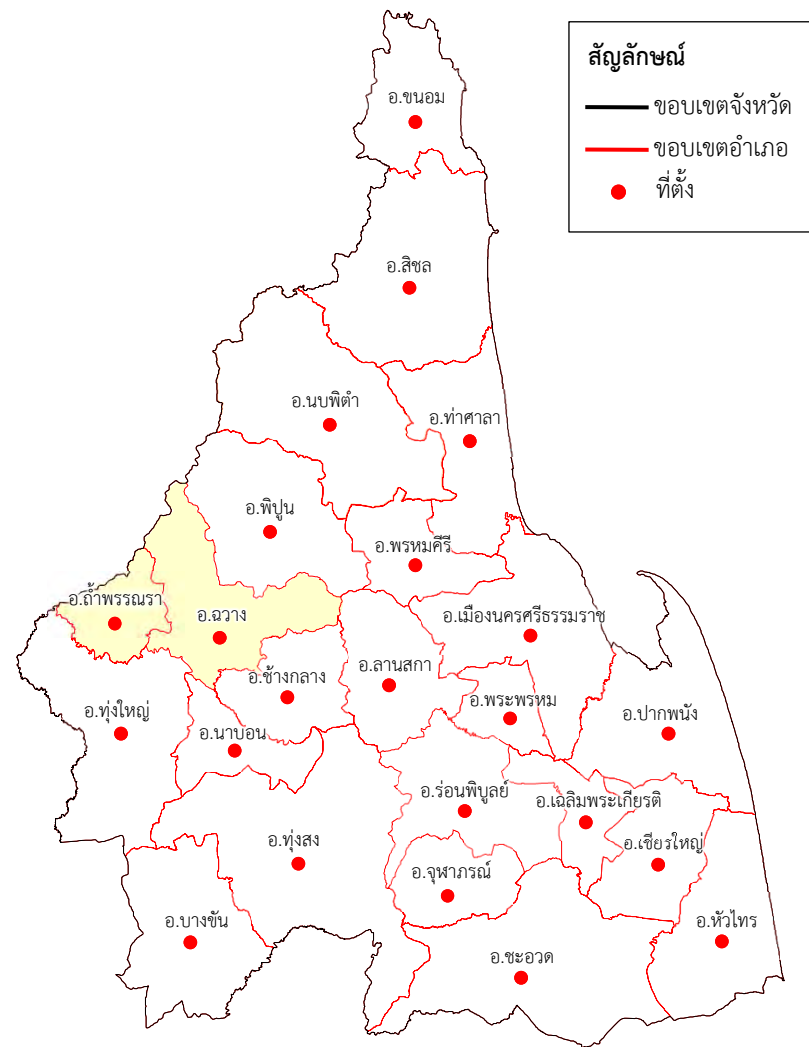 สัญลักษณ์
ขอบเขตจังหวัด
ขอบเขตอำเภอ
ที่ตั้ง
อ.ขนอม
อ.สิชล
อ.นบพิตำ
อ.ท่าศาลา
อ.พิปูน
อ.พรหมคีรี
อ.ถ้ำพรรณรา
อ.ฉวาง
อ.เมืองนครศรีธรรมราช
อ.ลานสกา
อ.ช้างกลาง
อ.พระพรหม
อ.ปากพนัง
อ.ทุ่งใหญ่
อ.นาบอน
อ.ร่อนพิบูลย์
อ.เฉลิมพระเกียรติ
อ.เชียรใหญ่
อ.ทุ่งสง
อ.จุฬาภรณ์
อ.บางขัน
อ.หัวไทร
อ.ชะอวด